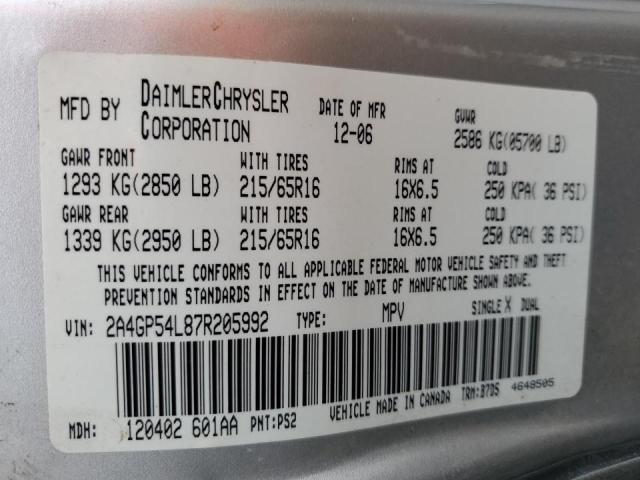 MFD BY DAIMLERCHRYSLER CORPORATION DATE OF MFR 12-06 GVWR 2586 KG(05700 LB)
GAWR FRONT WITH TIRES RIMS AT COLD
1293 KG(2850 LB) 215/65R16 16X6.5 250 KPA( 36 PSI)
GAWR REAR WITH TIRES RIMS AT COLD
1339 KG(2950 LB) 215/65R16 16X6.5 250 KPA( 36 PSI)
THIS VEHICLE CONFORMS TO ALL APPLICABLE FEDERAL MOTOR VEHICLE SAFETY AND THEFT
PREVENTION STANDARDS IN EFFECT ON THE DATE OF MANUFACTURE SHOWN ABOVE.
VIN: 2A4GP54L87R205992 TYPE: MPV SINGLE X DUAL
MDH: 120402 601AA PNT:PS2 VEHICLE MADE IN CANADA TRM:B7D5 4648505